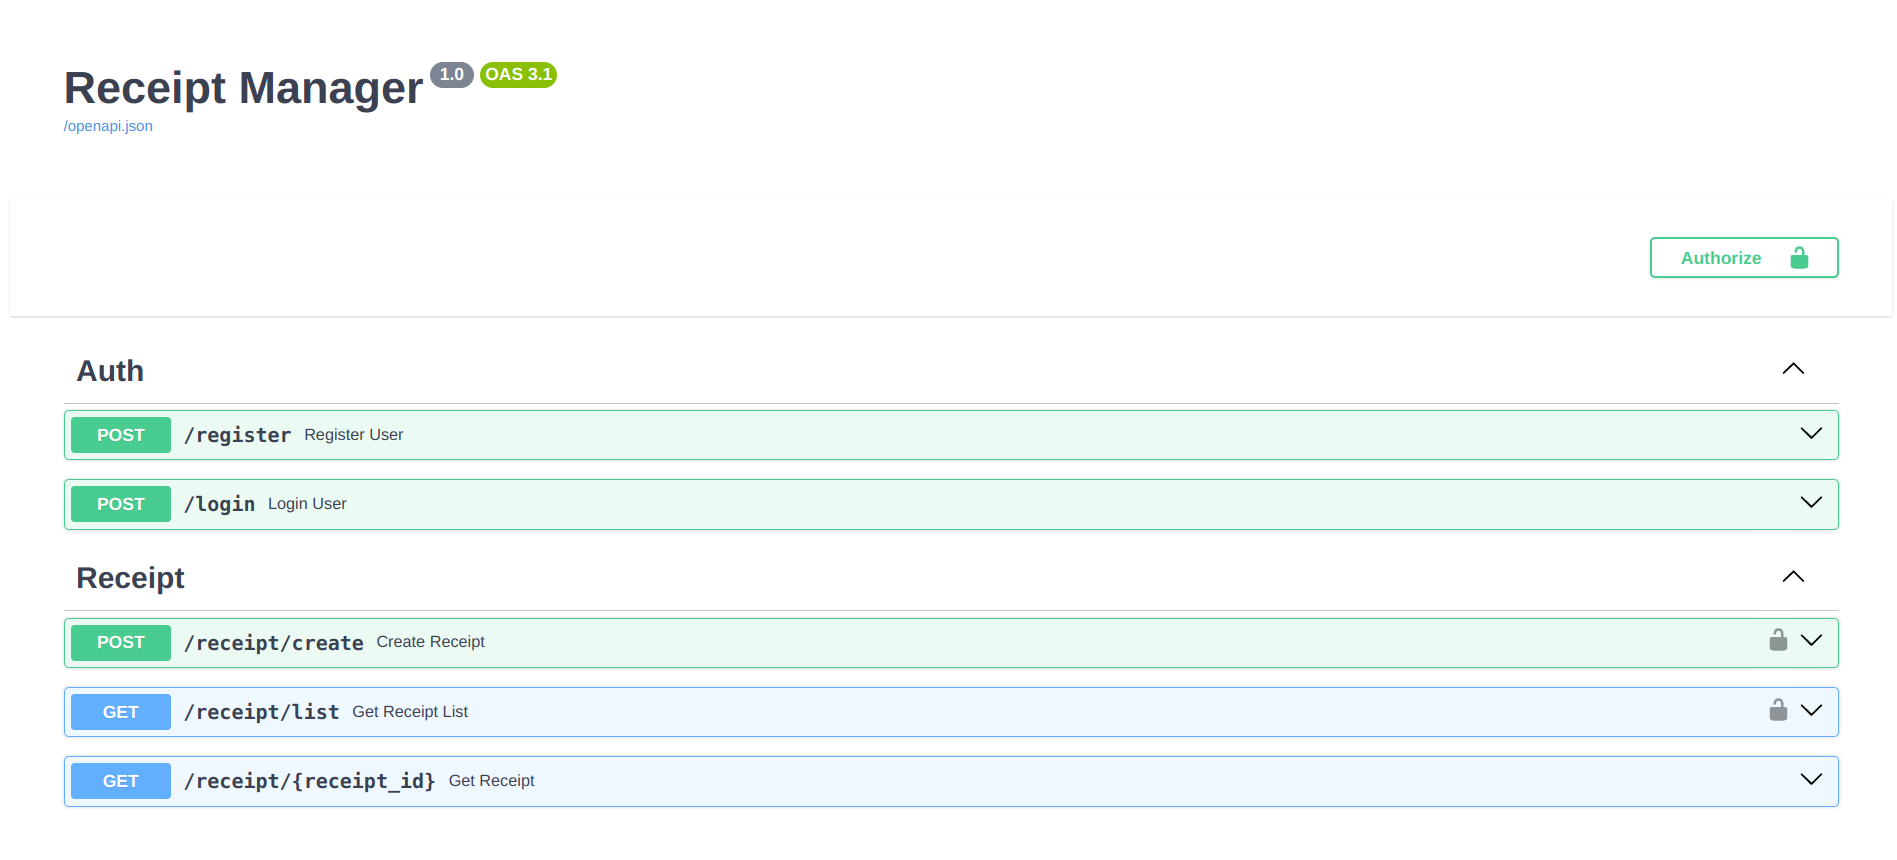 Receipt Manager 1.0 OAS 3.1
/openapi.json
Authorize
Auth
POST /register Register User
POST /login Login User
Receipt
POST /receipt/create Create Receipt
GET /receipt/list Get Receipt List
GET /receipt/{receipt_id} Get Receipt